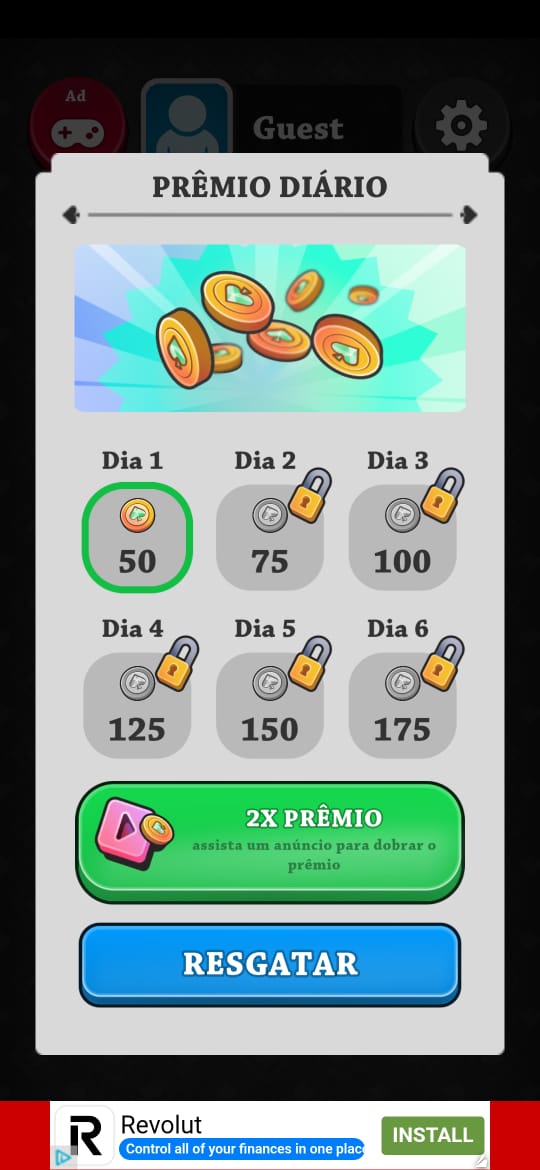 Ad
Guest
PRÊMIO DIÁRIO
Dia 1
Dia 2
Dia 3
50
75
100
Dia 4
Dia 5
Dia 6
125
150
175
2X PRÊMIO
assista um anúncio para dobrar o
prêmio
RESGATAR
R
Revolut
Control all of your finances in one plac
INSTALL